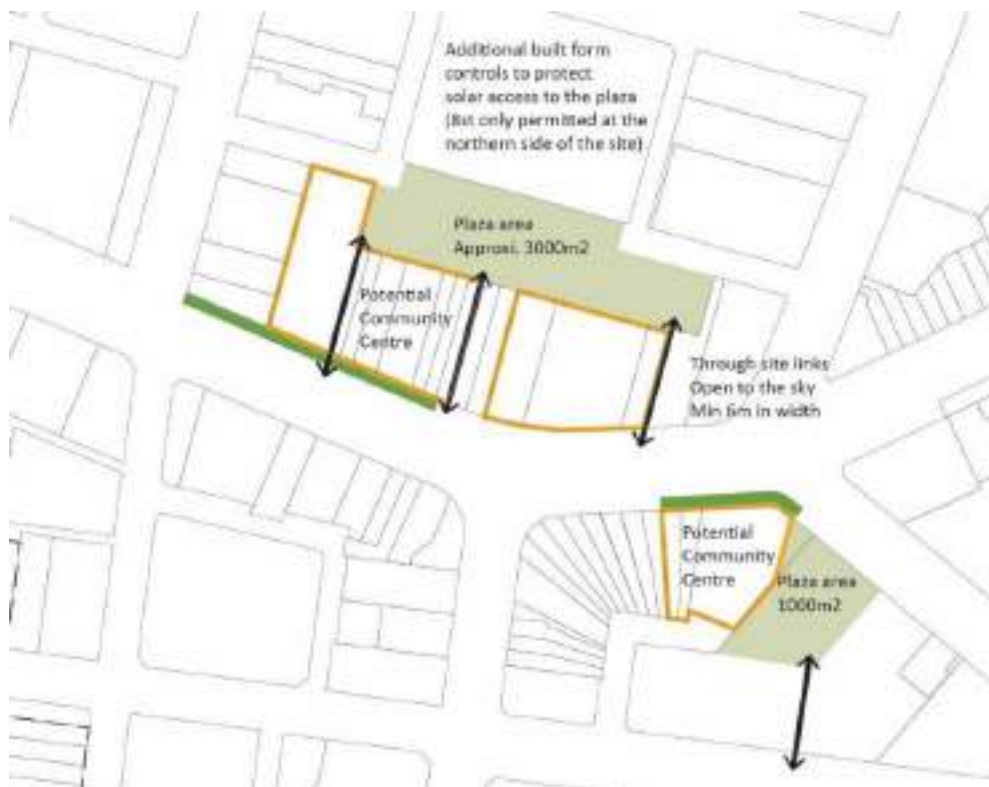 Additional built form
controls to protect
solar access to the plaza
(8st only permitted at the
northern side of the site)
Plaza area
Approxi. 3000m2
Potential
Community
Centre
Through site links
Open to the sky
Min 6m in width
Potential
Community
Centre
Plaza area
1000m2